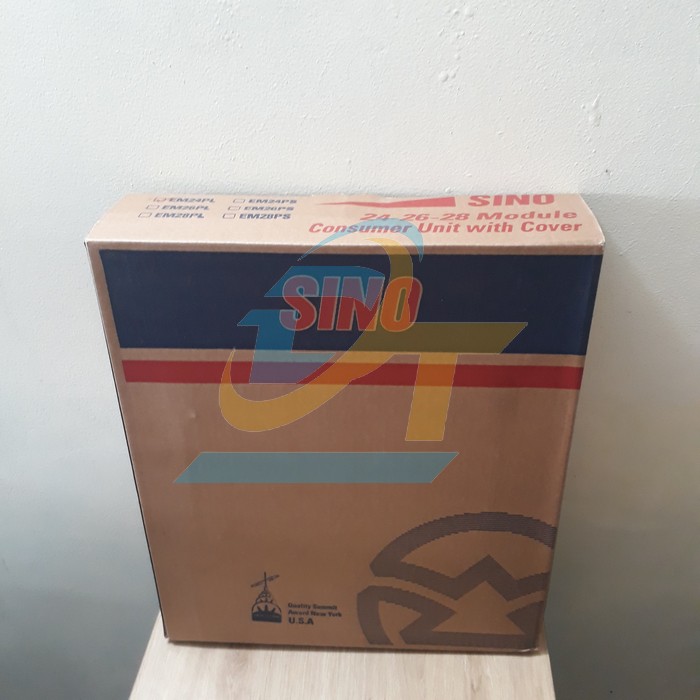 EM24PL EM24PS
EM26PL EM26PS
EM28PL EM28PS
SINO
24-26-28 Module
Consumer Unit with Cover
SINO
DT
Quality Summit
Award New York
U.S.A